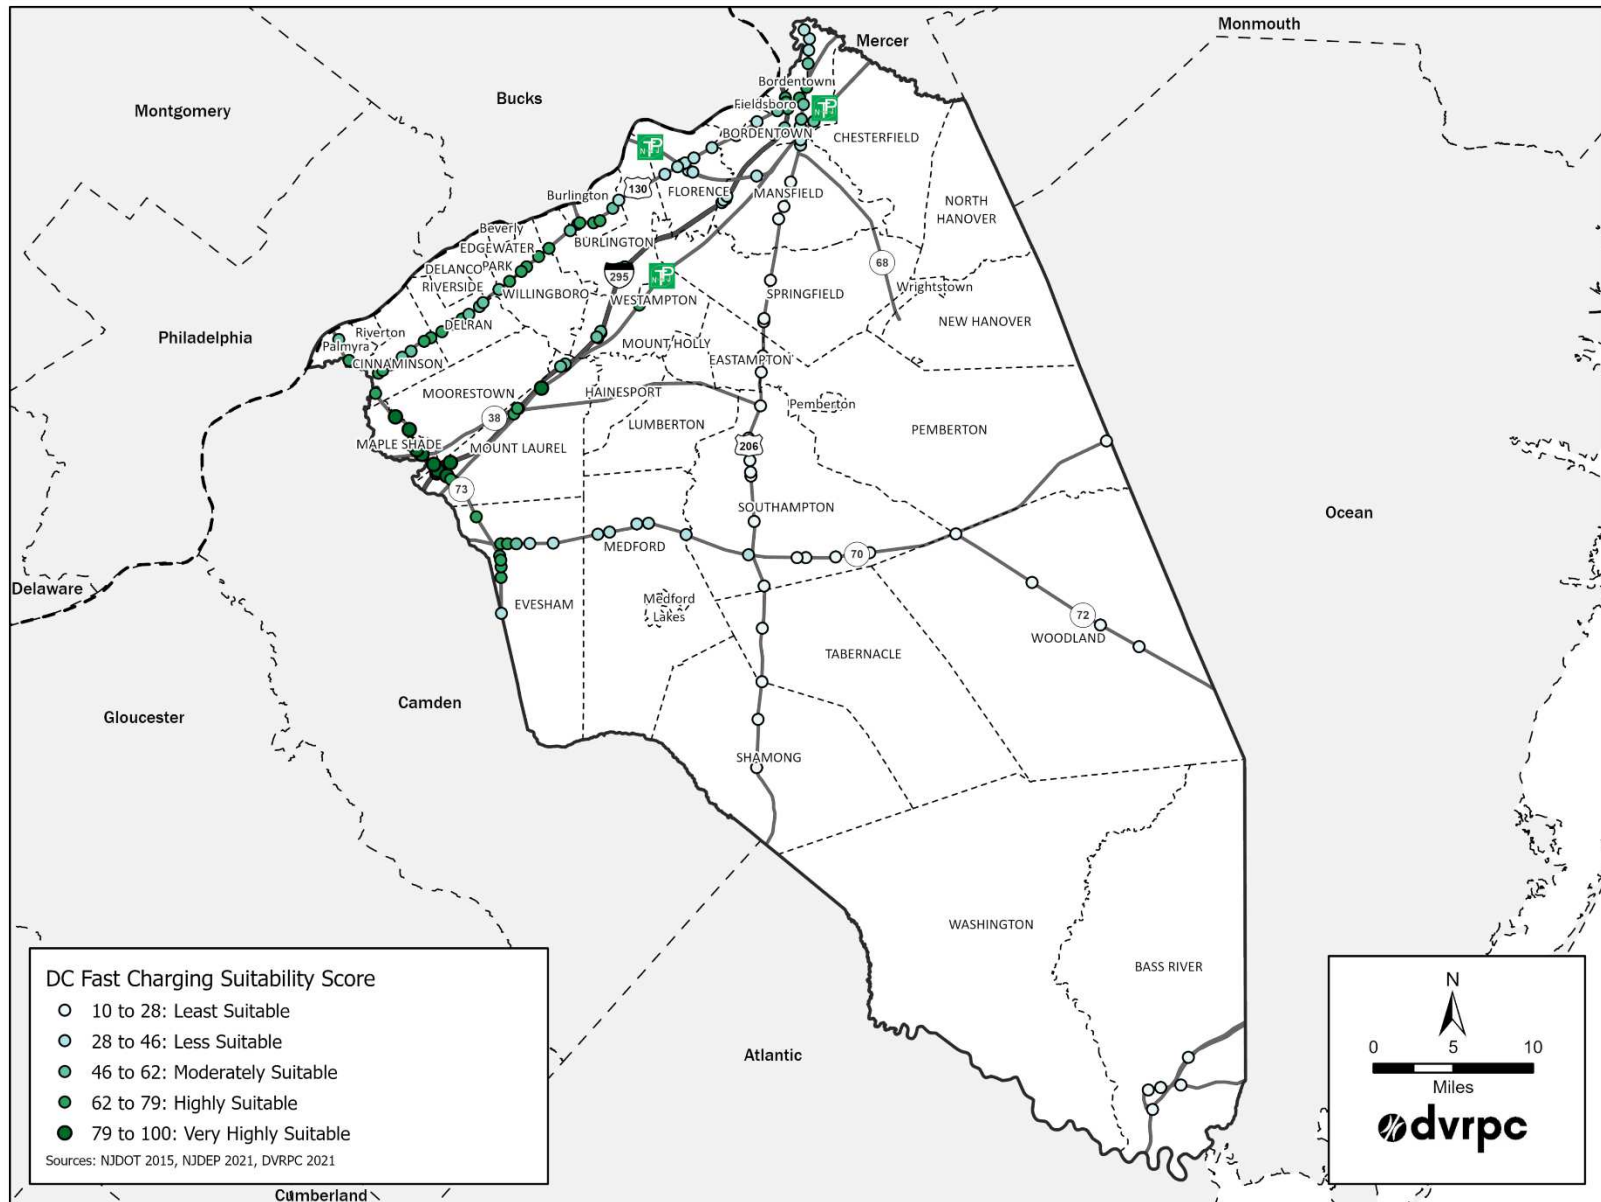 Monmouth
Mercer
Bucks
Montgomery
Bordentown
Fieldsboro
NTPJ
BORDENTOWN
CHESTERFIELD
NTPJ
130
FLORENCE
MANSFIELD
Burlington
NORTH
HANOVER
Beverly
EDGEWATER
PARK
BURLINGTON
DELANCO
RIVERSIDE
68
295
NTPJ
WILLINGBORO
WESTAMPTON
SPRINGFIELD
Wrightstown
NEW HANOVER
Philadelphia
Riverton
DELRAN
Palmyra
MOUNT HOLLY
CINNAMINSON
EASTAMPTON
MOORESTOWN
HAINESPORT
Pemberton
38
LUMBERTON
PEMBERTON
MAPLE SHADE
MOUNT LAUREL
206
73
SOUTHAMPTON
Ocean
MEDFORD
70
Delaware
EVESHAM
Medford
Lakes
72
WOODLAND
TABERNACLE
Camden
Gloucester
SHAMONG
WASHINGTON
BASS RIVER
Atlantic
Cumberland
DC Fast Charging Suitability Score
10 to 28: Least Suitable
28 to 46: Less Suitable
46 to 62: Moderately Suitable
62 to 79: Highly Suitable
79 to 100: Very Highly Suitable
Sources: NJDOT 2015, NJDEP 2021, DVRPC 2021
N
0 5 10
Miles
dvrpc